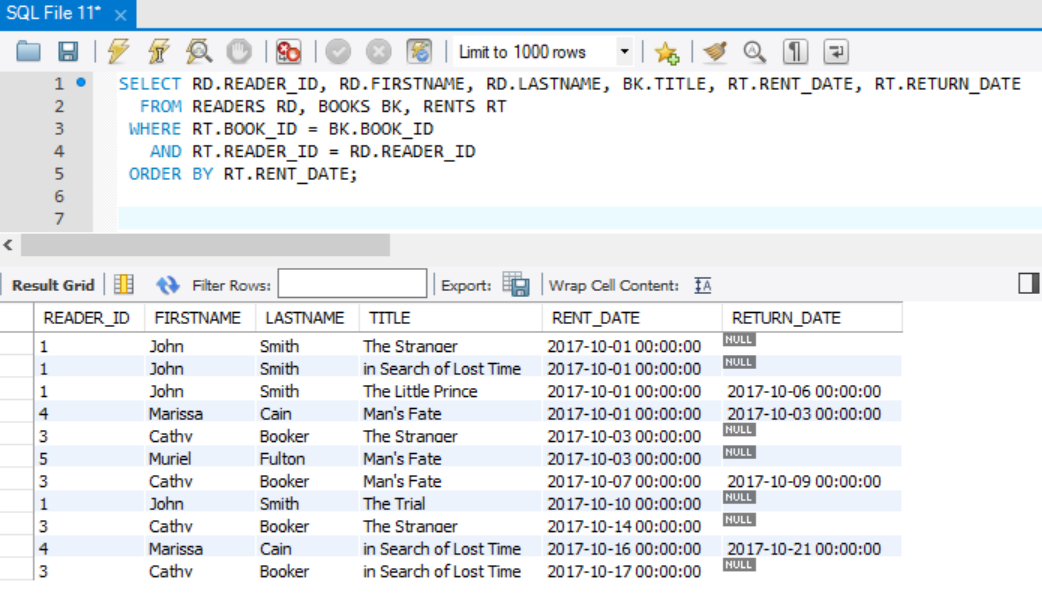 SQL File 11*
Limit to 1000 rows
1 SELECT RD.READER_ID, RD.FIRSTNAME, RD.LASTNAME, BK.TITLE, RT.RENT_DATE, RT.RETURN_DATE
2 FROM READERS RD, BOOKS BK, RENTS RT
3 WHERE RT.BOOK_ID = BK.BOOK_ID
4 AND RT.READER_ID = RD.READER_ID
5 ORDER BY RT.RENT_DATE;
6
7
Result Grid Filter Rows: Export: Wrap Cell Content: IA
READER_ID FIRSTNAME LASTNAME TITLE RENT_DATE RETURN_DATE
1 John Smith The Stranger 2017-10-01 00:00:00 NULL
1 John Smith in Search of Lost Time 2017-10-01 00:00:00 NULL
1 John Smith The Little Prince 2017-10-01 00:00:00 2017-10-06 00:00:00
4 Marissa Cain Man's Fate 2017-10-01 00:00:00 2017-10-03 00:00:00
3 Cathy Booker The Stranger 2017-10-03 00:00:00 NULL
5 Muriel Fulton Man's Fate 2017-10-03 00:00:00 NULL
3 Cathy Booker Man's Fate 2017-10-07 00:00:00 2017-10-09 00:00:00
1 John Smith The Trial 2017-10-10 00:00:00 NULL
3 Cathy Booker The Stranger 2017-10-14 00:00:00 NULL
4 Marissa Cain in Search of Lost Time 2017-10-16 00:00:00 2017-10-21 00:00:00
3 Cathy Booker in Search of Lost Time 2017-10-17 00:00:00 NULL